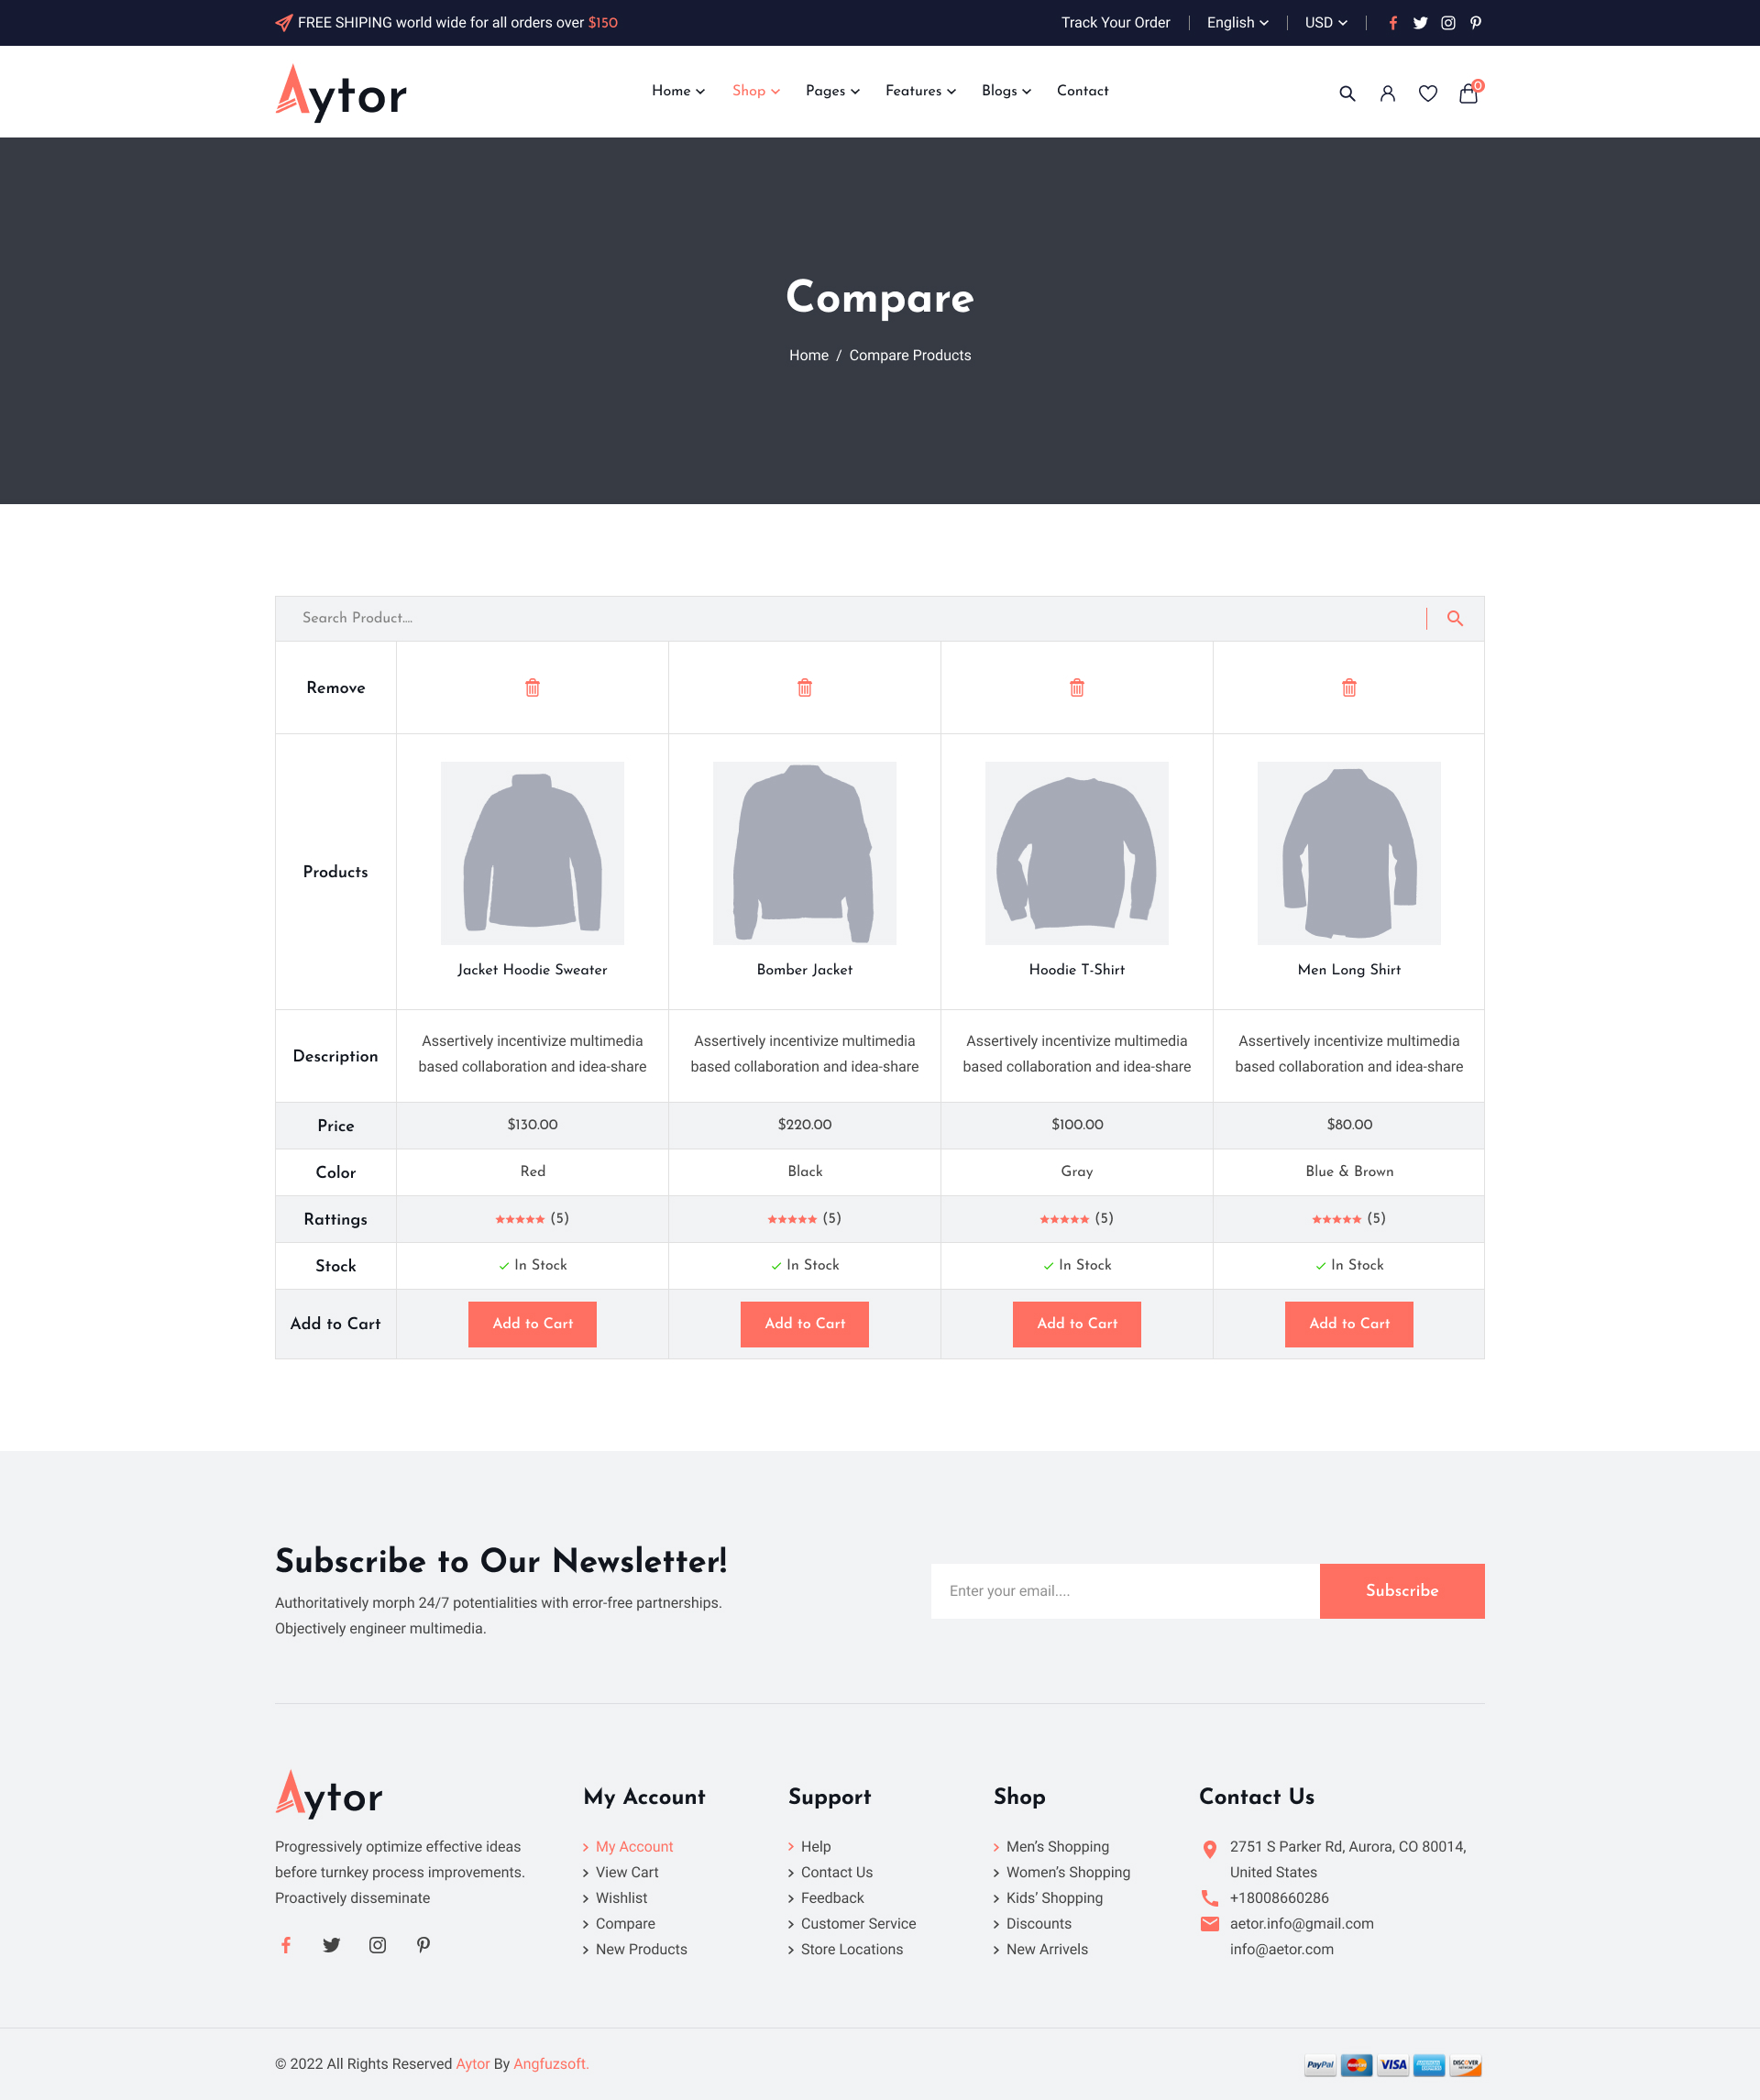 FREE SHIPING world wide for all orders over $150
Track Your Order
English
USD
Aytor
Home
Shop
Pages
Features
Blogs
Contact
0
Compare
Home / Compare Products
Search Product....
Remove
Products
Jacket Hoodie Sweater
Bomber Jacket
Hoodie T-Shirt
Men Long Shirt
Description
Assertively incentivize multimedia
based collaboration and idea-share
Assertively incentivize multimedia
based collaboration and idea-share
Assertively incentivize multimedia
based collaboration and idea-share
Assertively incentivize multimedia
based collaboration and idea-share
Price
$130.00
$220.00
$100.00
$80.00
Color
Red
Black
Gray
Blue & Brown
Rattings
(5)
(5)
(5)
(5)
Stock
In Stock
In Stock
In Stock
In Stock
Add to Cart
Add to Cart
Add to Cart
Add to Cart
Add to Cart
Subscribe to Our Newsletter!
Authoritatively morph 24/7 potentialities with error-free partnerships.
Objectively engineer multimedia.
Enter your email....
Subscribe
Aytor
Progressively optimize effective ideas
before turnkey process improvements.
Proactively disseminate
My Account
My Account
View Cart
Wishlist
Compare
New Products
Support
Help
Contact Us
Feedback
Customer Service
Store Locations
Shop
Men's Shopping
Women's Shopping
Kids' Shopping
Discounts
New Arrivels
Contact Us
2751 S Parker Rd, Aurora, CO 80014,
United States
+18008660286
aetor.info@gmail.com
info@aetor.com
© 2022 All Rights Reserved Aytor By Angfuzsoft.
PayPal
VISA
DISCOVER